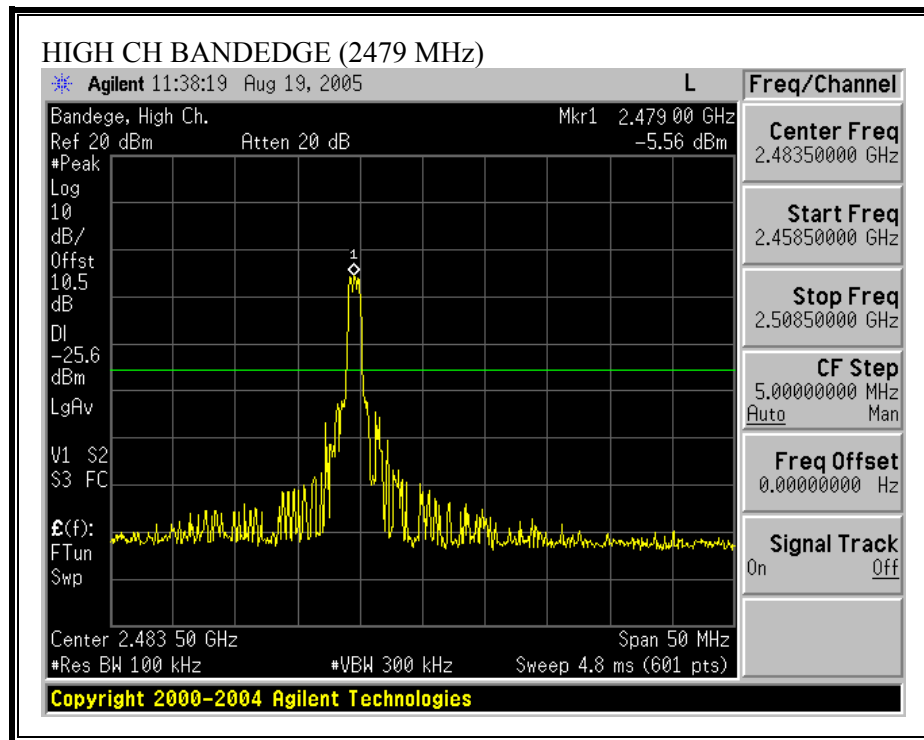 HIGH CH BANDEDGE (2479 MHz)
Agilent 11:38:19 Aug 19, 2005 L
Freq/Channel
Bandege, High Ch. Mkr1 2.479 00 GHz
Ref 20 dBm Atten 20 dB -5.56 dBm
#Peak
Log
10
dB/
Offst
10.5
dB
DI
-25.6
dBm
LgAv
V1 S2
S3 FC
£(f):
FTun
Swp
1
Center 2.483 50 GHz Span 50 MHz
#Res BW 100 kHz #VBW 300 kHz Sweep 4.8 ms (601 pts)
Center Freq
2.48350000 GHz
Start Freq
2.45850000 GHz
Stop Freq
2.50850000 GHz
CF Step
5.00000000 MHz
Auto Man
Freq Offset
0.00000000 Hz
Signal Track
On Off
Copyright 2000-2004 Agilent Technologies